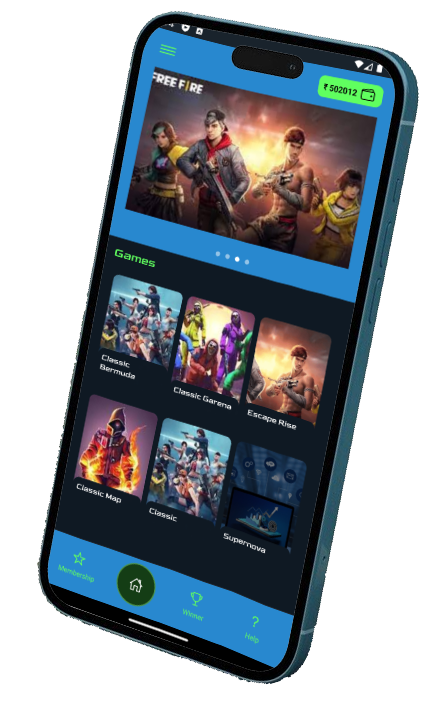 FREE FIRE
₹ 502012
Games
Classic
Bermuda
Classic Garena
Escape Rise
Classic Map
Classic
Supernova
Membership
Winner
Help